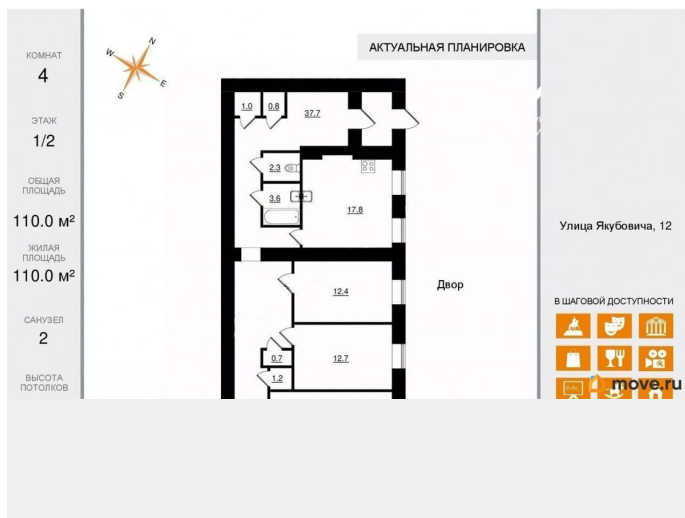 КОМНАТ
4
ЭТАЖ
1/2
ОБЩАЯ
ПЛОЩАДЬ
110.0 м²
ЖИЛАЯ
ПЛОЩАДЬ
110.0 м²
САНУЗЕЛ
2
ВЫСОТА
ПОТОЛКОВ
N
W
E
S
АКТУАЛЬНАЯ ПЛАНИРОВКА
1.0
0.8
37.7
2.3
3.6
17.8
12.4
0.7
12.7
1.2
Двор
Улица Якубовича, 12
В ШАГОВОЙ ДОСТУПНОСТИ
move.ru